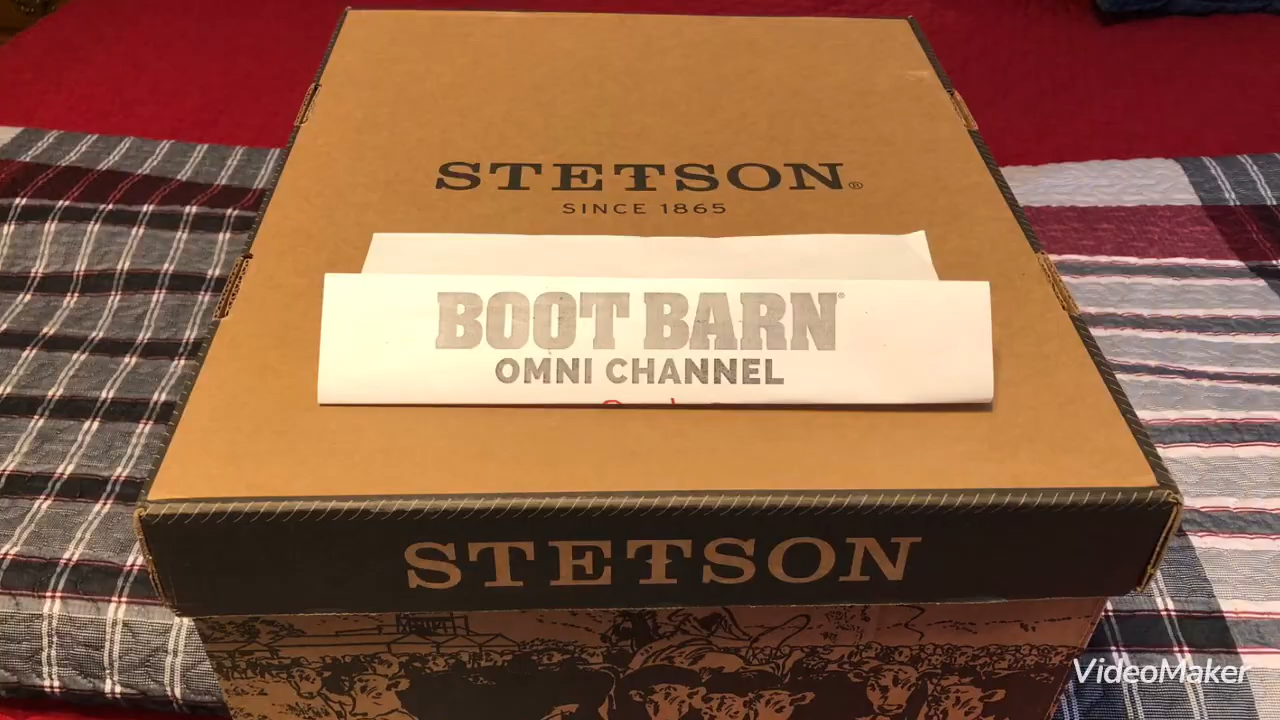 STETSON®
SINCE 1865
BOOT BARN®
OMNI CHANNEL
STETSON
VideoMaker